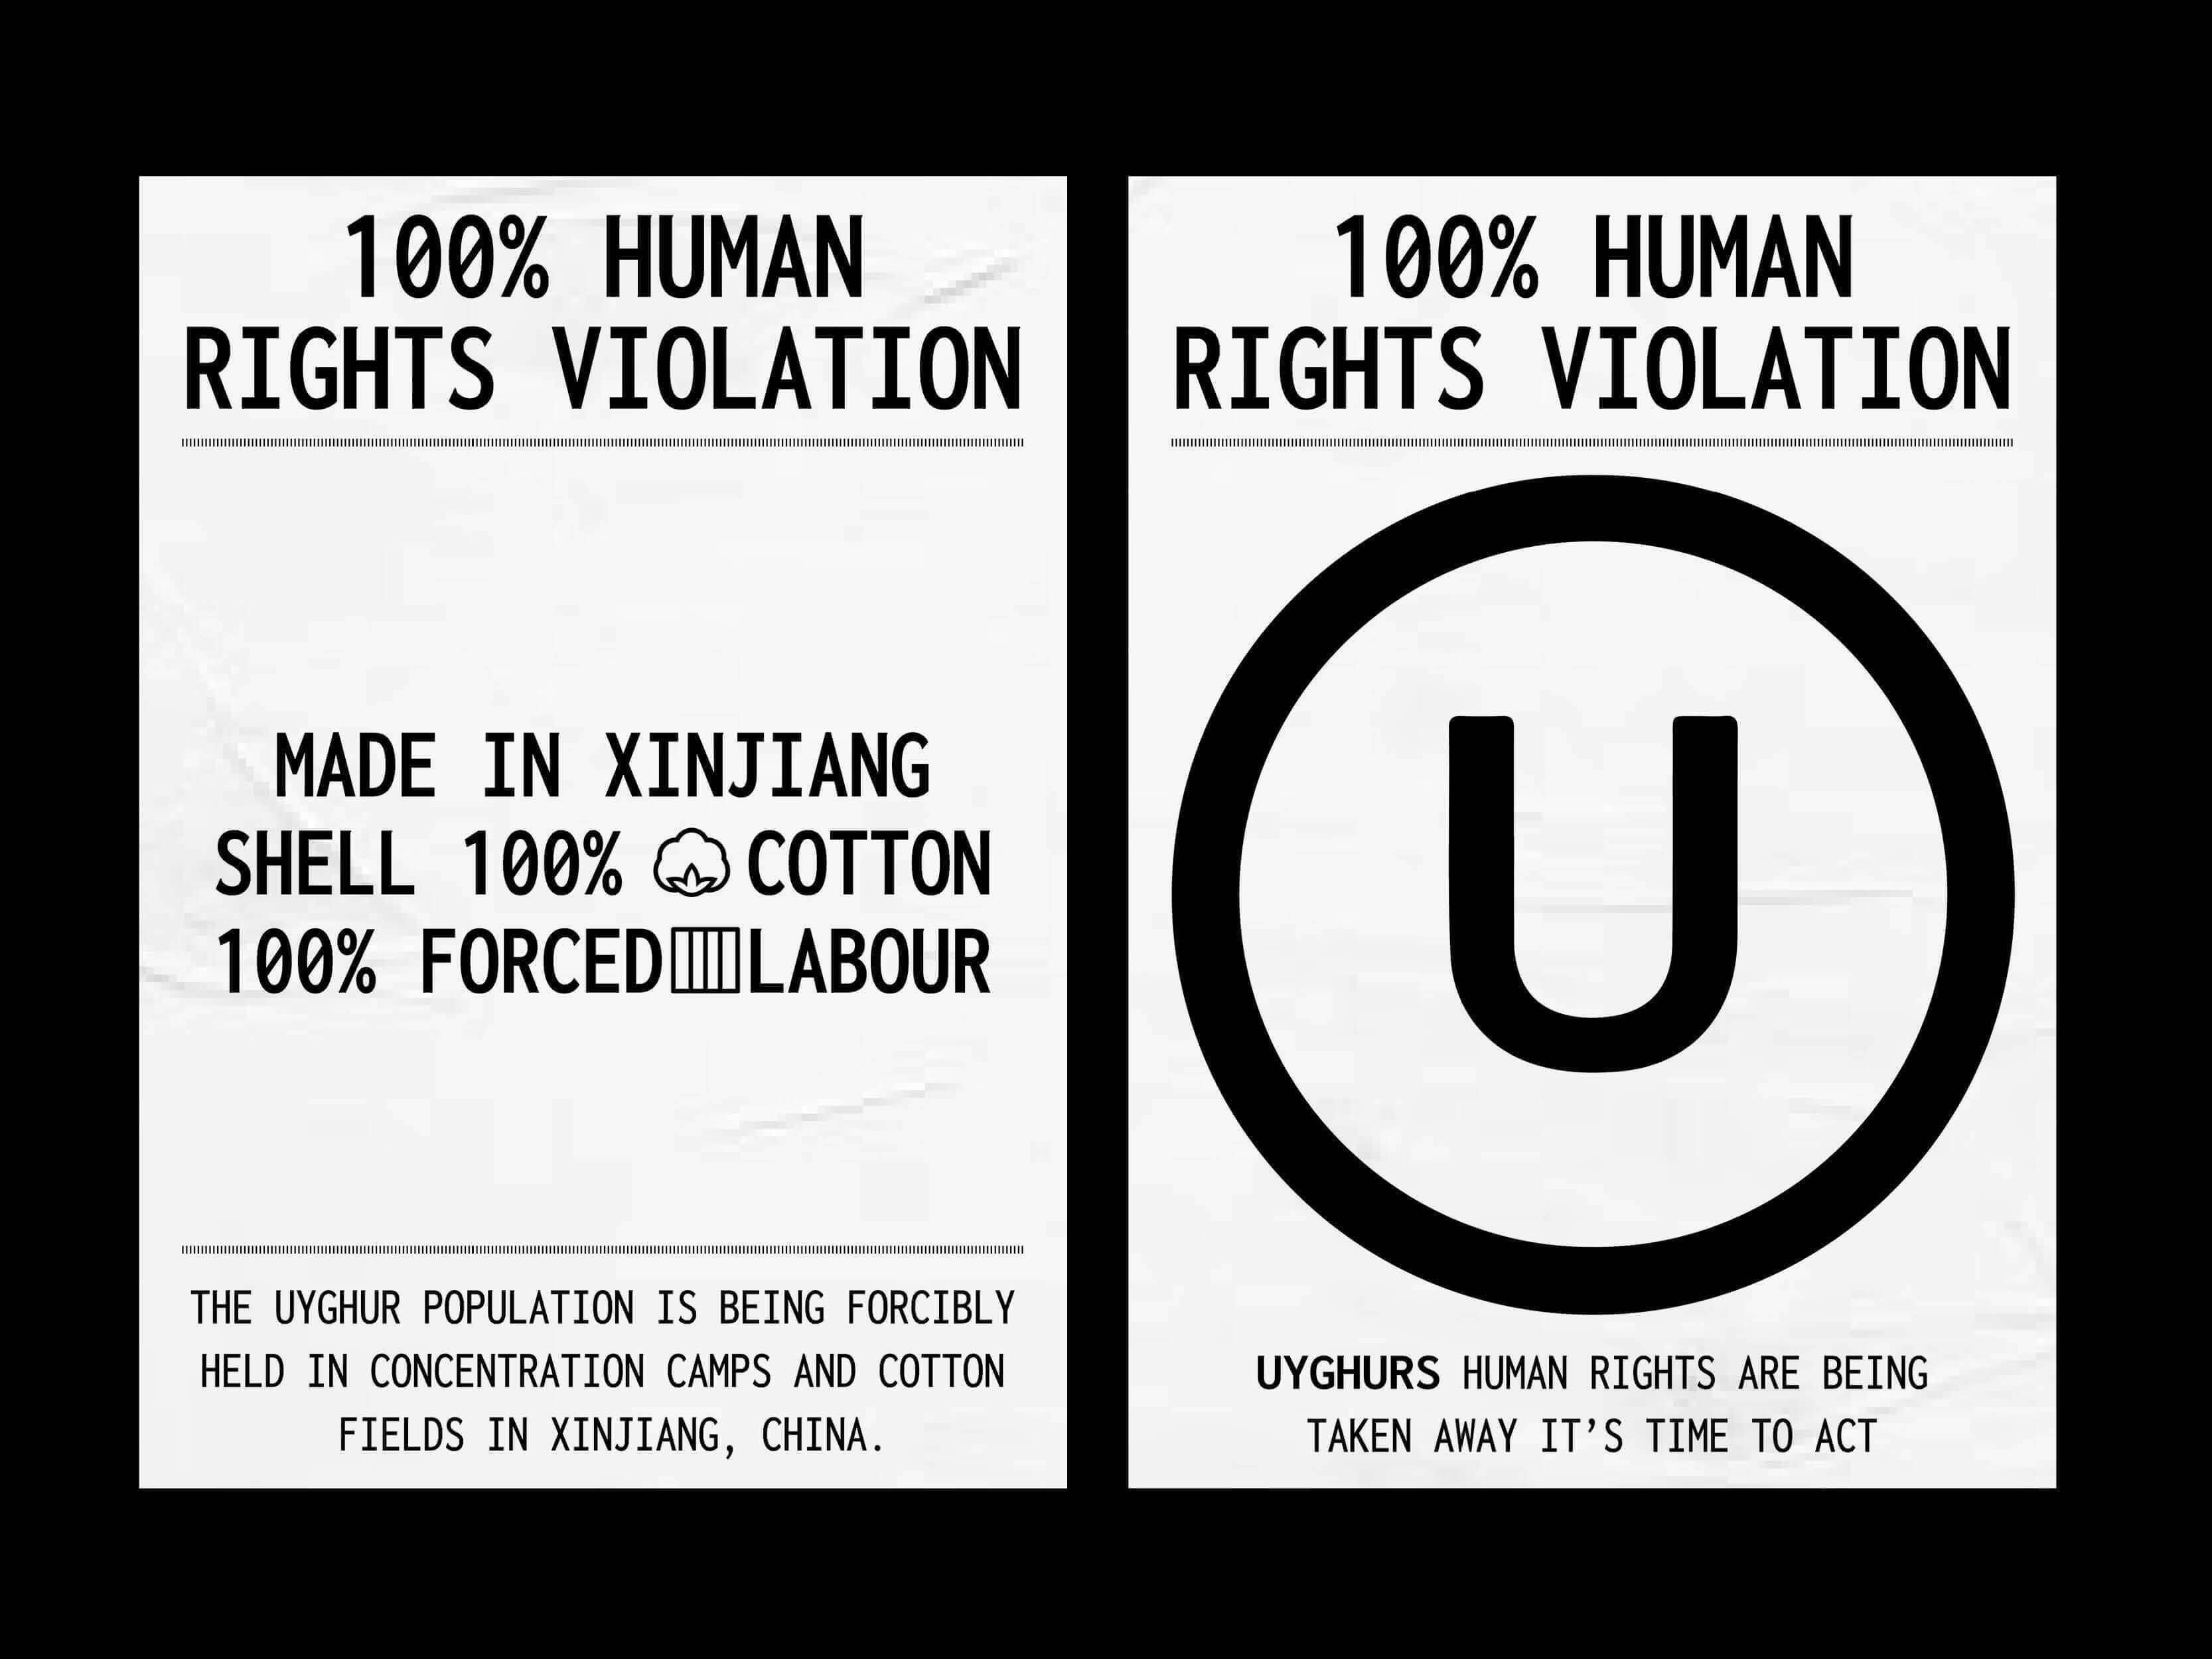 100% HUMAN
RIGHTS VIOLATION
MADE IN XINJIANG
SHELL 100% COTTON
100% FORCED LABOUR
THE UYGHUR POPULATION IS BEING FORCIBLY
HELD IN CONCENTRATION CAMPS AND COTTON
FIELDS IN XINJIANG, CHINA.
100% HUMAN
RIGHTS VIOLATION
U
UYGHURS HUMAN RIGHTS ARE BEING
TAKEN AWAY IT’S TIME TO ACT